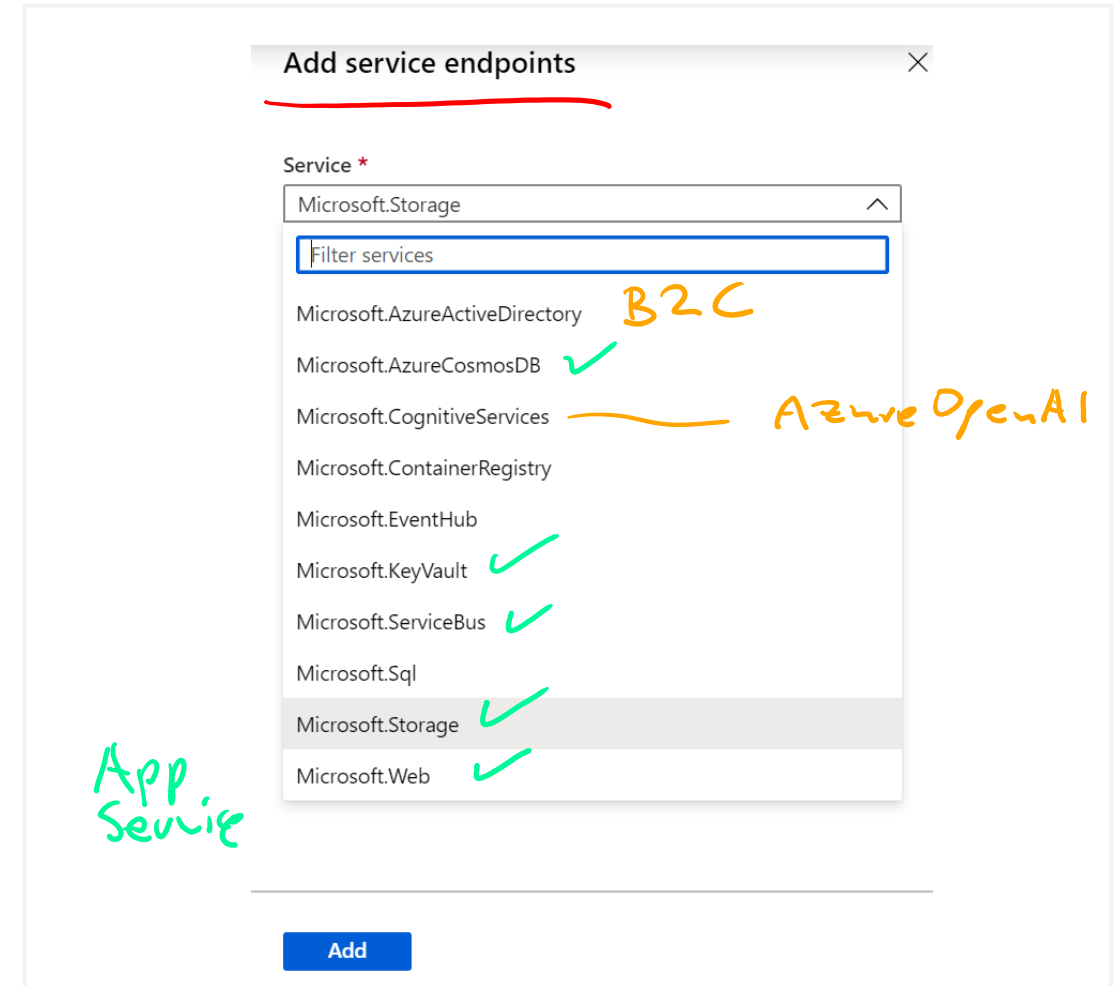 Add service endpoints
Service *
Microsoft.Storage
Filter services
Microsoft.AzureActiveDirectory B2C
Microsoft.AzureCosmosDB
Microsoft.CognitiveServices Azure OpenAI
Microsoft.ContainerRegistry
Microsoft.EventHub
Microsoft.KeyVault
Microsoft.ServiceBus
Microsoft.Sql
Microsoft.Storage
Microsoft.Web
App
Service
Add